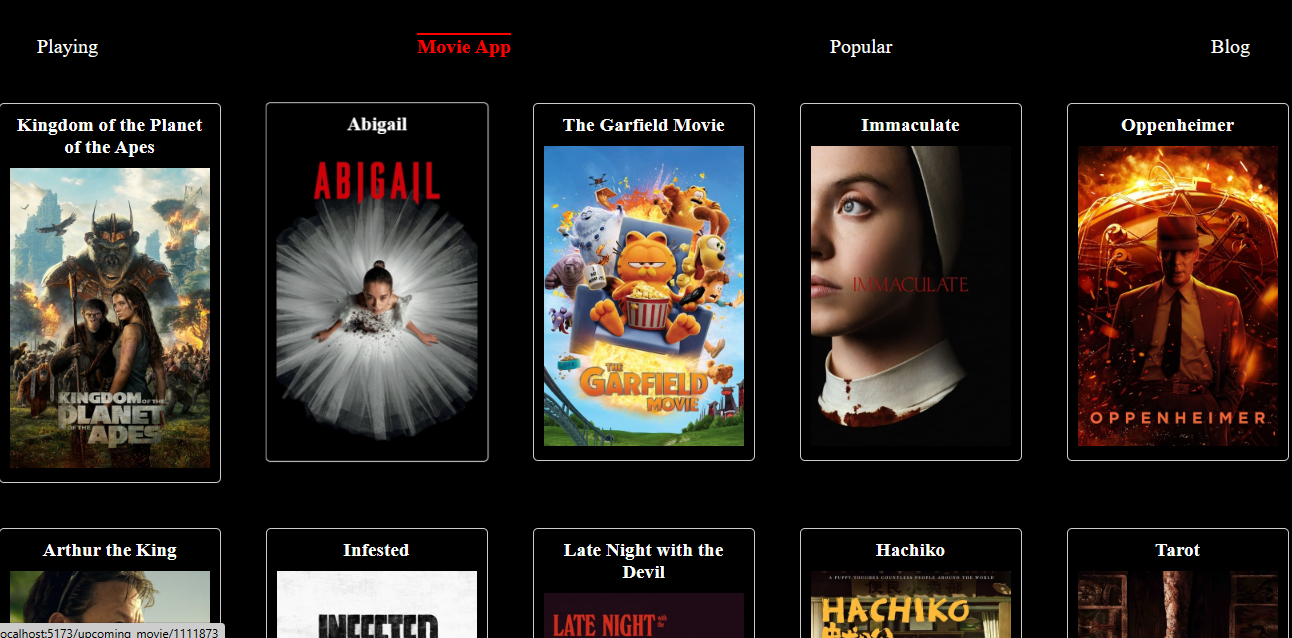 Playing
Movie App
Popular
Blog
Kingdom of the Planet
of the Apes
Abigail
The Garfield Movie
Immaculate
Oppenheimer
ABIGAIL
IMMACULATE
THE
GARFIELD
MOVIE
KINGDOM OF THE
PLANET
OF THE
APES
OPPENHEIMER
Arthur the King
Infested
Late Night with the
Devil
Hachiko
Tarot
A PUPPY TOUCHES COUNTLESS PEOPLE AROUND THE WORLD
HACHIKO
INFESTED
LATE NIGHT with the
ocalhost:5173/upcoming_movie/1111873